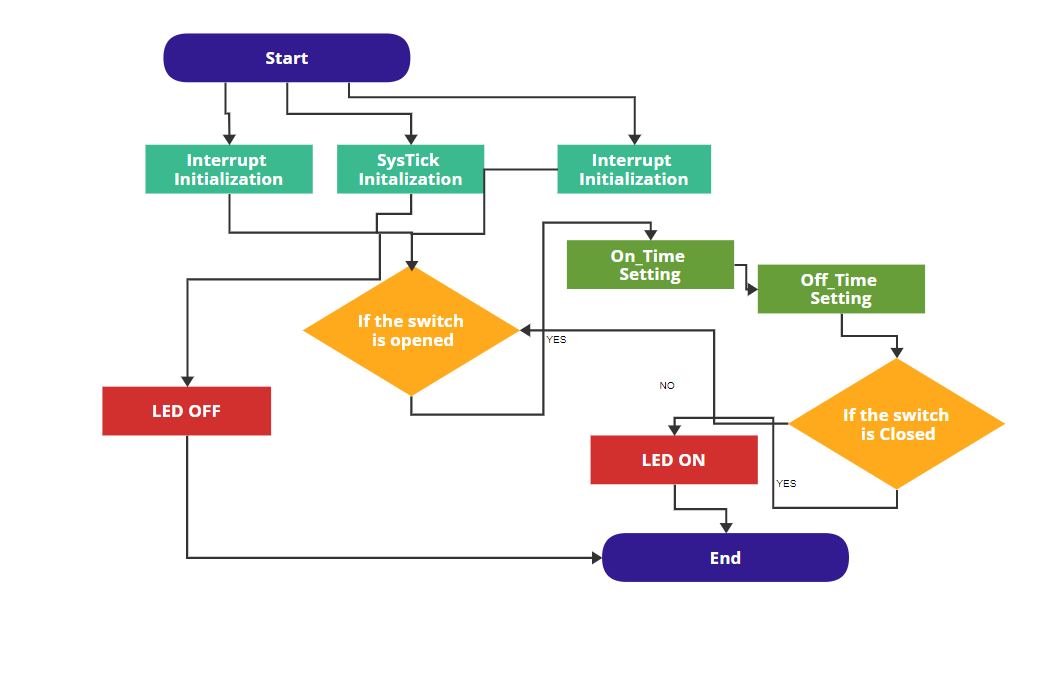 Start
Interrupt
Initialization
SysTick
Initalization
Interrupt
Initialization
On_Time
Setting
Off_Time
Setting
If the switch
is opened
YES
NO
LED OFF
If the switch
is Closed
LED ON
YES
End